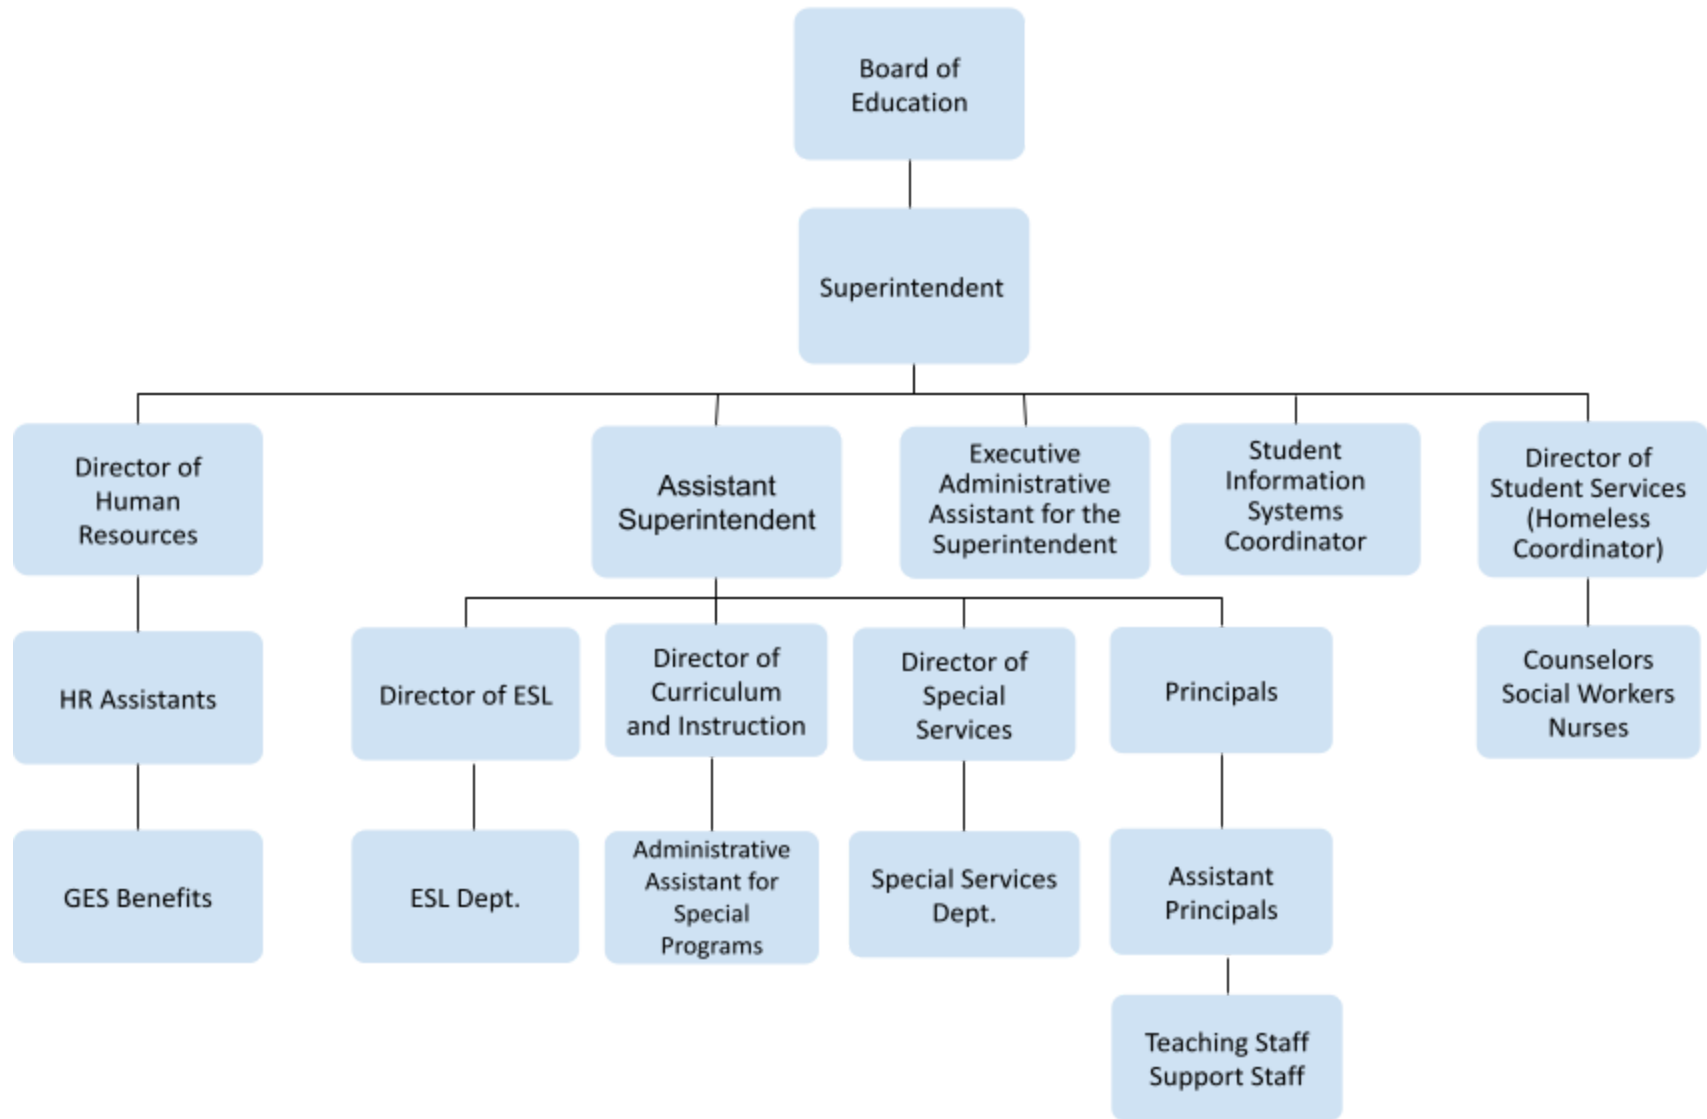 Board of
Education
Superintendent
Director of
Human
Resources
Assistant
Superintendent
Executive
Administrative
Assistant for the
Superintendent
Student
Information
Systems
Coordinator
Director of
Student Services
(Homeless
Coordinator)
HR Assistants
Director of ESL
Director of
Curriculum
and Instruction
Director of
Special
Services
Principals
Counselors
Social Workers
Nurses
GES Benefits
ESL Dept.
Administrative
Assistant for
Special
Programs
Special Services
Dept.
Assistant
Principals
Teaching Staff
Support Staff